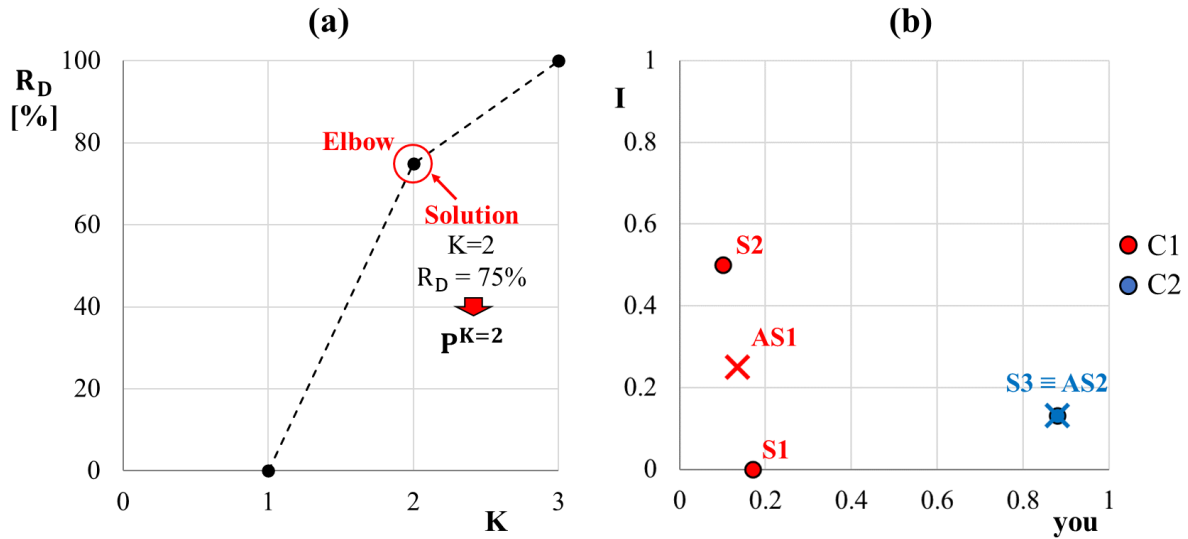 (a)
R_D
[%]
100
80
60
40
20
0
0
1
2
3
K
Elbow
Solution
K=2
R_D = 75%
P^K=2
(b)
I
1
0.8
0.6
0.4
0.2
0
0
0.2
0.4
0.6
0.8
1
you
S2
AS1
S1
S3 ≡ AS2
C1
C2